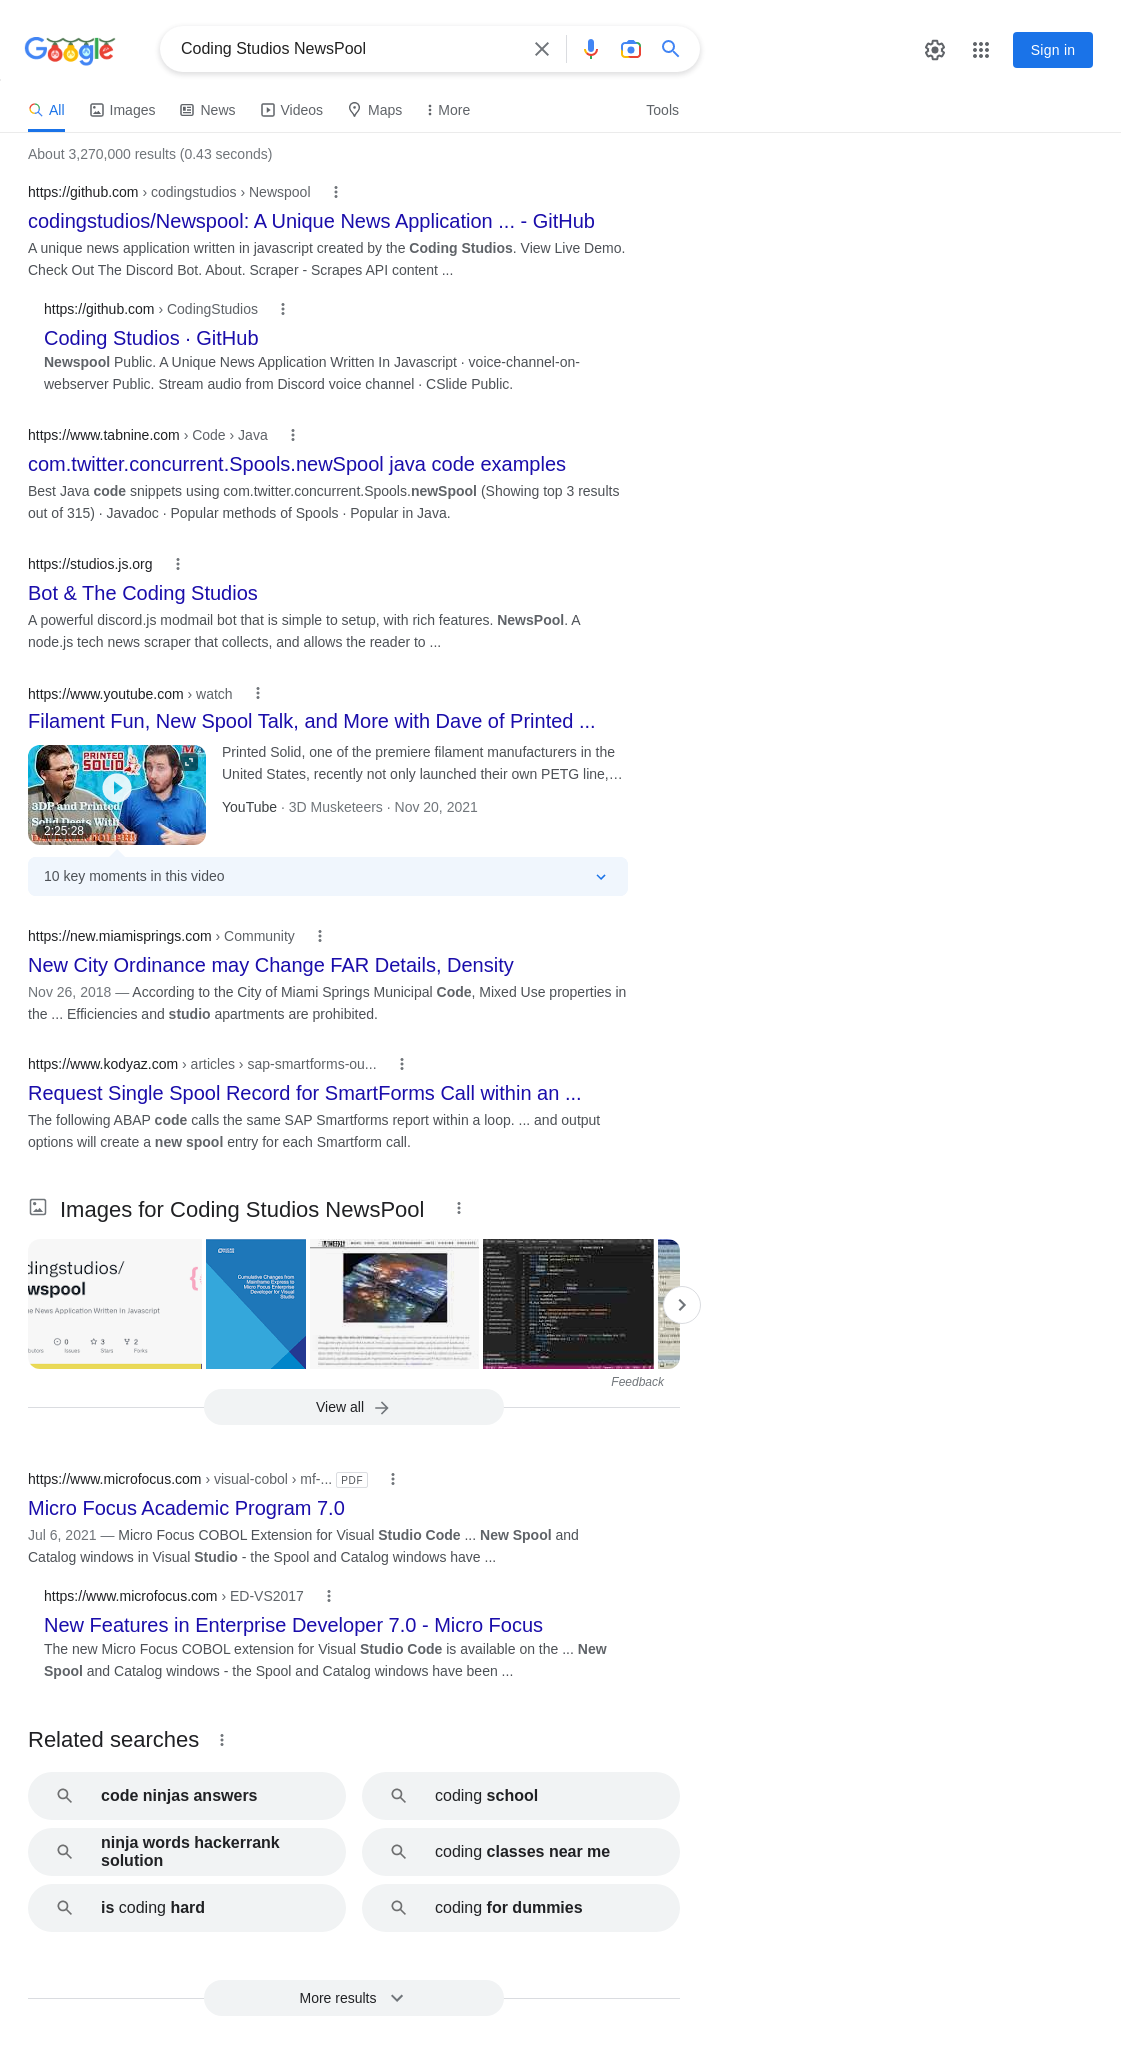 Google
Coding Studios NewsPool
Sign in
All
Images
News
Videos
Maps
More
Tools
About 3,270,000 results (0.43 seconds)
https://github.com › codingstudios › Newspool
codingstudios/Newspool: A Unique News Application ... - GitHub
A unique news application written in javascript created by the Coding Studios. View Live Demo.
Check Out The Discord Bot. About. Scraper - Scrapes API content ...
https://github.com › CodingStudios
Coding Studios · GitHub
Newspool Public. A Unique News Application Written In Javascript · voice-channel-on-
webserver Public. Stream audio from Discord voice channel · CSlide Public.
https://www.tabnine.com › Code › Java
com.twitter.concurrent.Spools.newSpool java code examples
Best Java code snippets using com.twitter.concurrent.Spools.newSpool (Showing top 3 results
out of 315) · Javadoc · Popular methods of Spools · Popular in Java.
https://studios.js.org
Bot & The Coding Studios
A powerful discord.js modmail bot that is simple to setup, with rich features. NewsPool. A
node.js tech news scraper that collects, and allows the reader to ...
https://www.youtube.com › watch
Filament Fun, New Spool Talk, and More with Dave of Printed ...
PRINTED
SOLID
3DP and Printed
Solid Deets With
2:25:28
Printed Solid, one of the premiere filament manufacturers in the
United States, recently not only launched their own PETG line,...
YouTube · 3D Musketeers · Nov 20, 2021
10 key moments in this video
https://new.miamisprings.com › Community
New City Ordinance may Change FAR Details, Density
Nov 26, 2018 — According to the City of Miami Springs Municipal Code, Mixed Use properties in
the ... Efficiencies and studio apartments are prohibited.
https://www.kodyaz.com › articles › sap-smartforms-ou...
Request Single Spool Record for SmartForms Call within an ...
The following ABAP code calls the same SAP Smartforms report within a loop. ... and output
options will create a new spool entry for each Smartform call.
Images for Coding Studios NewsPool
dingstudios/
wspool
e News Application Written In Javascript
0
3
2
Issues
Stars
Forks
Cumulative Changes from
Mainframe Express to
Micro Focus Enterprise
Developer for Visual
Studio
Feedback
View all
https://www.microfocus.com › visual-cobol › mf-... PDF
Micro Focus Academic Program 7.0
Jul 6, 2021 — Micro Focus COBOL Extension for Visual Studio Code ... New Spool and
Catalog windows in Visual Studio - the Spool and Catalog windows have ...
https://www.microfocus.com › ED-VS2017
New Features in Enterprise Developer 7.0 - Micro Focus
The new Micro Focus COBOL extension for Visual Studio Code is available on the ... New
Spool and Catalog windows - the Spool and Catalog windows have been ...
Related searches
code ninjas answers
coding school
ninja words hackerrank
solution
coding classes near me
is coding hard
coding for dummies
More results